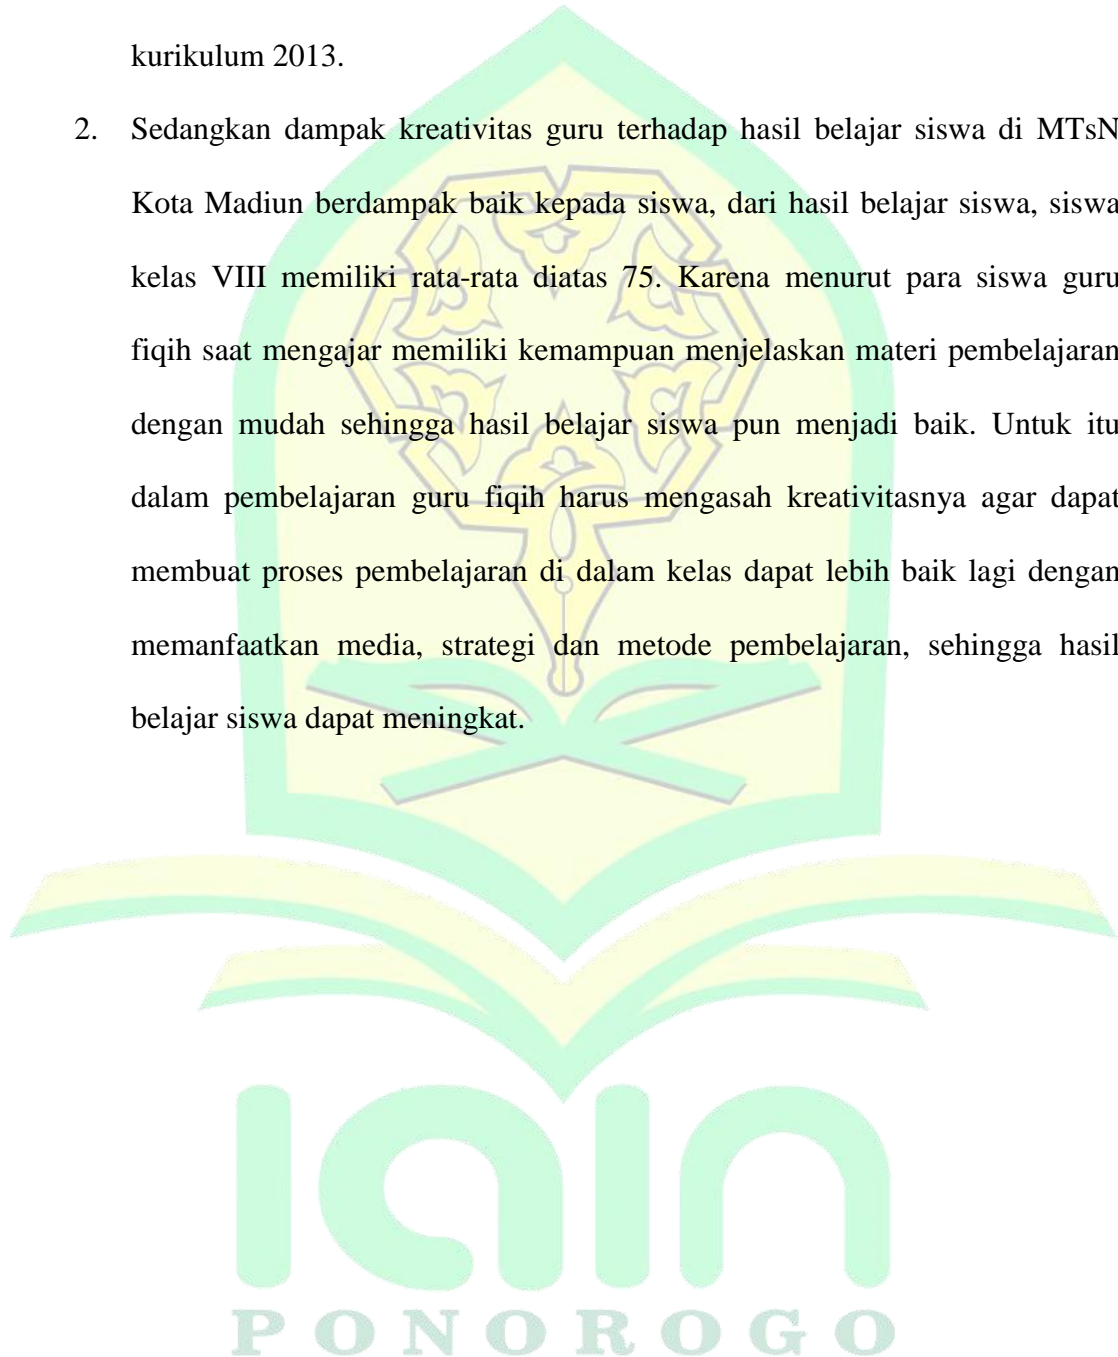 kurikulum 2013.
2. Sedangkan dampak kreativitas guru terhadap hasil belajar siswa di MTsN
Kota Madiun berdampak baik kepada siswa, dari hasil belajar siswa, siswa
kelas VIII memiliki rata-rata diatas 75. Karena menurut para siswa guru
fiqih saat mengajar memiliki kemampuan menjelaskan materi pembelajaran
dengan mudah sehingga hasil belajar siswa pun menjadi baik. Untuk itu
dalam pembelajaran guru fiqih harus mengasah kreativitasnya agar dapat
membuat proses pembelajaran di dalam kelas dapat lebih baik lagi dengan
memanfaatkan media, strategi dan metode pembelajaran, sehingga hasil
belajar siswa dapat meningkat.
iain
PONOROGO